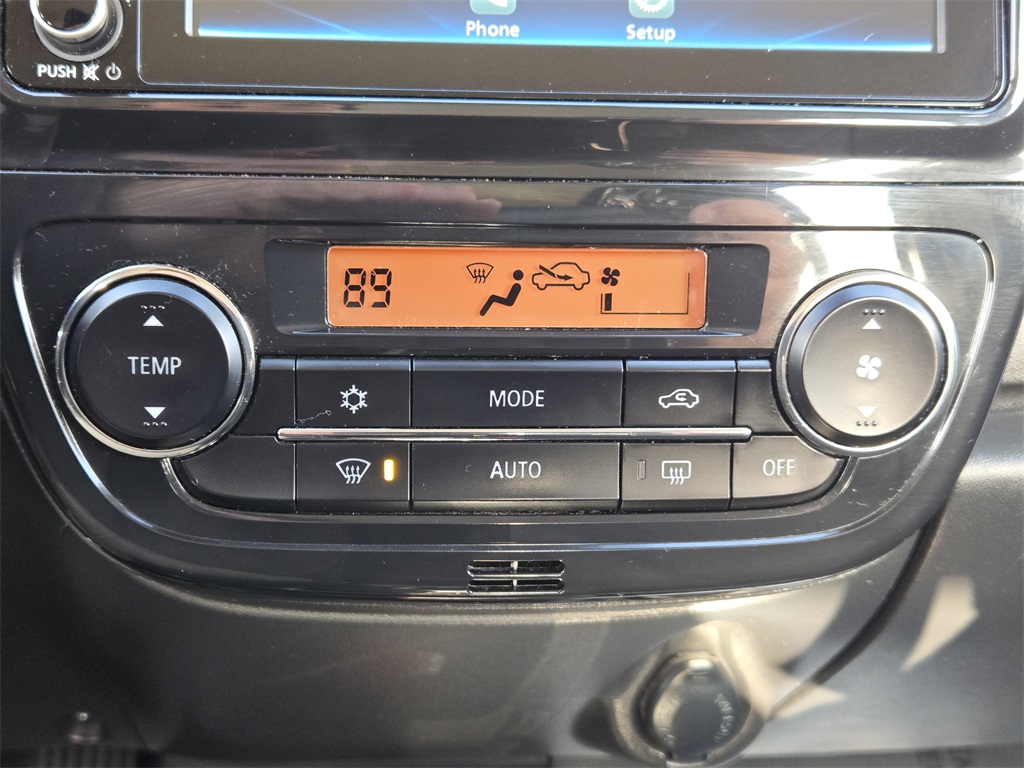 Phone
Setup
PUSH
89
TEMP
MODE
AUTO
OFF